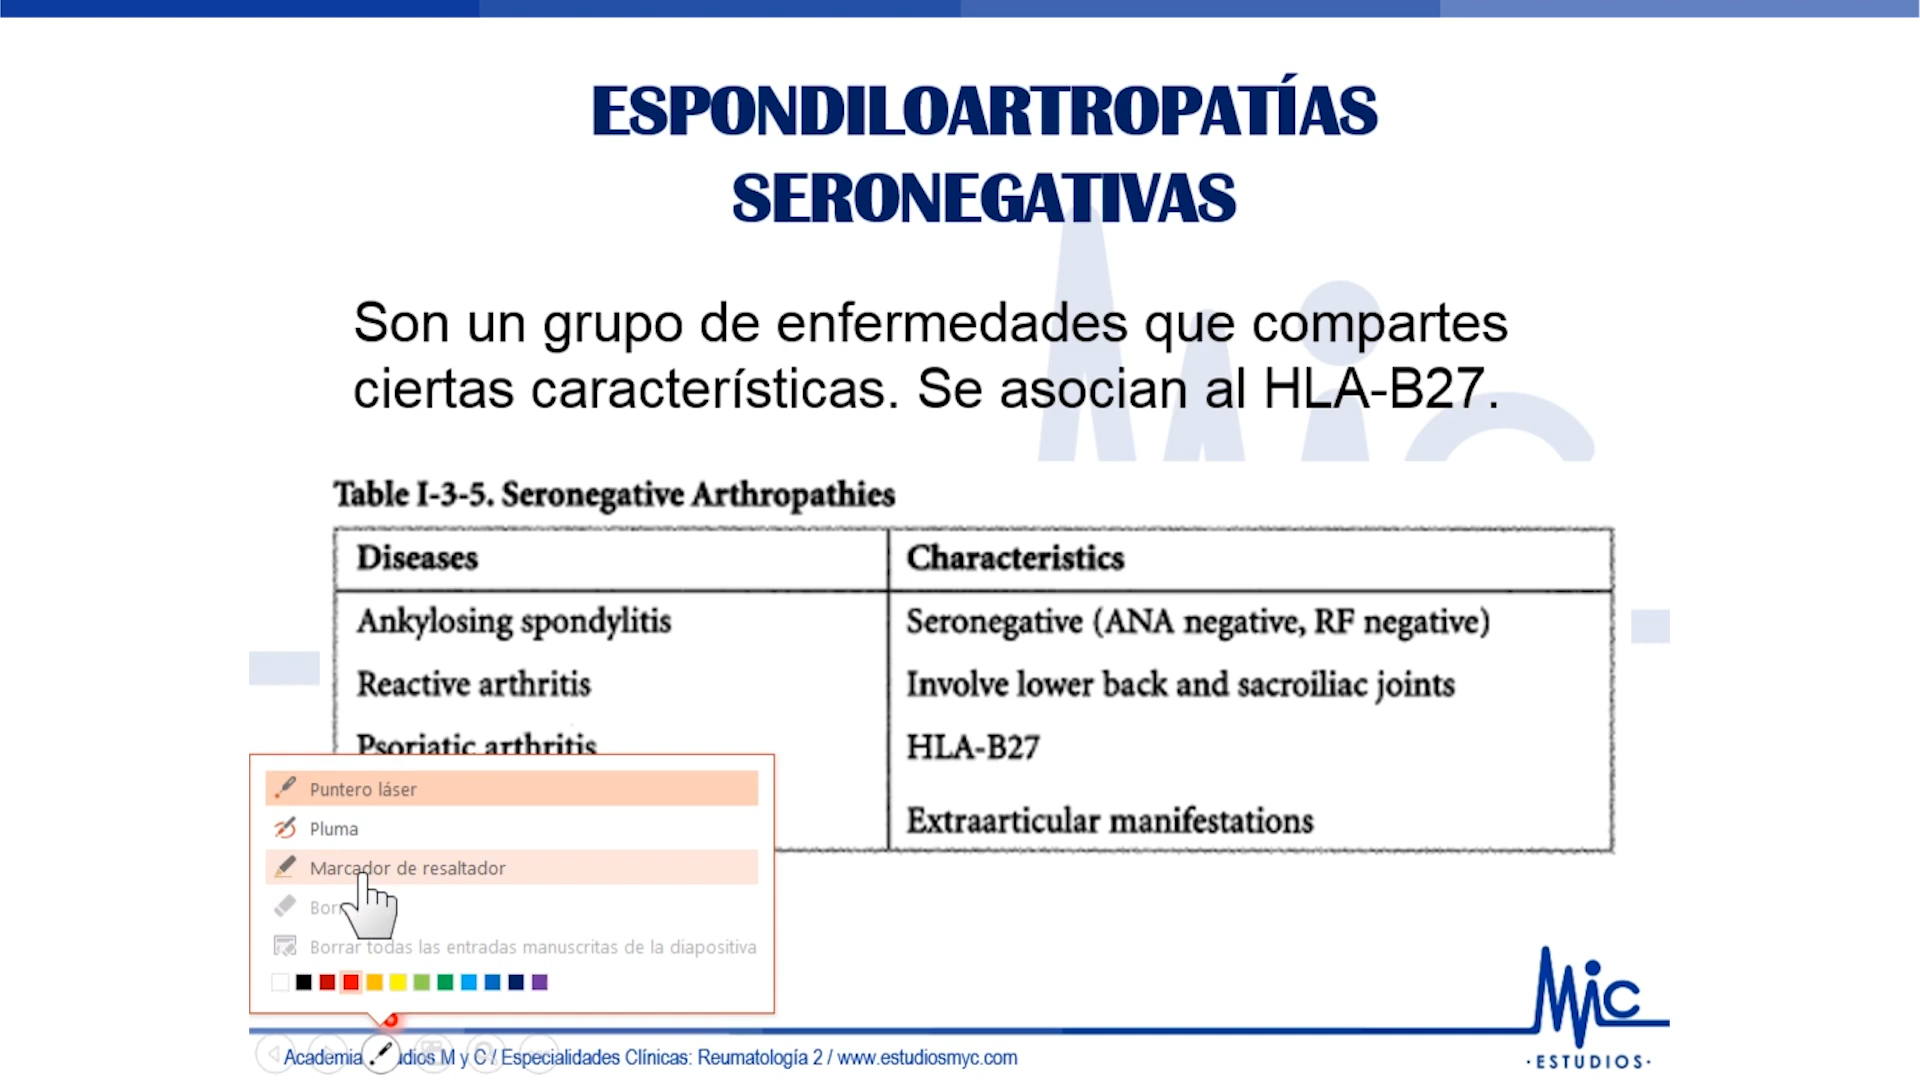 ESPONDILOARTROPATÍAS
SERONEGATIVAS
Son un grupo de enfermedades que compartes
ciertas características. Se asocian al HLA-B27.
Table I-3-5. Seronegative Arthropathies
Diseases
Characteristics
Ankylosing spondylitis
Seronegative (ANA negative, RF negative)
Reactive arthritis
Involve lower back and sacroiliac joints
Psoriatic arthritis
HLA-B27
Extraarticular manifestations
Puntero láser
Pluma
Marcador de resaltador
Borrar todas las entradas manuscritas de la diapositiva
Academia M y C / Especialidades Clínicas: Reumatología 2 / www.estudiosmyc.com
Mic
·ESTUDIOS·